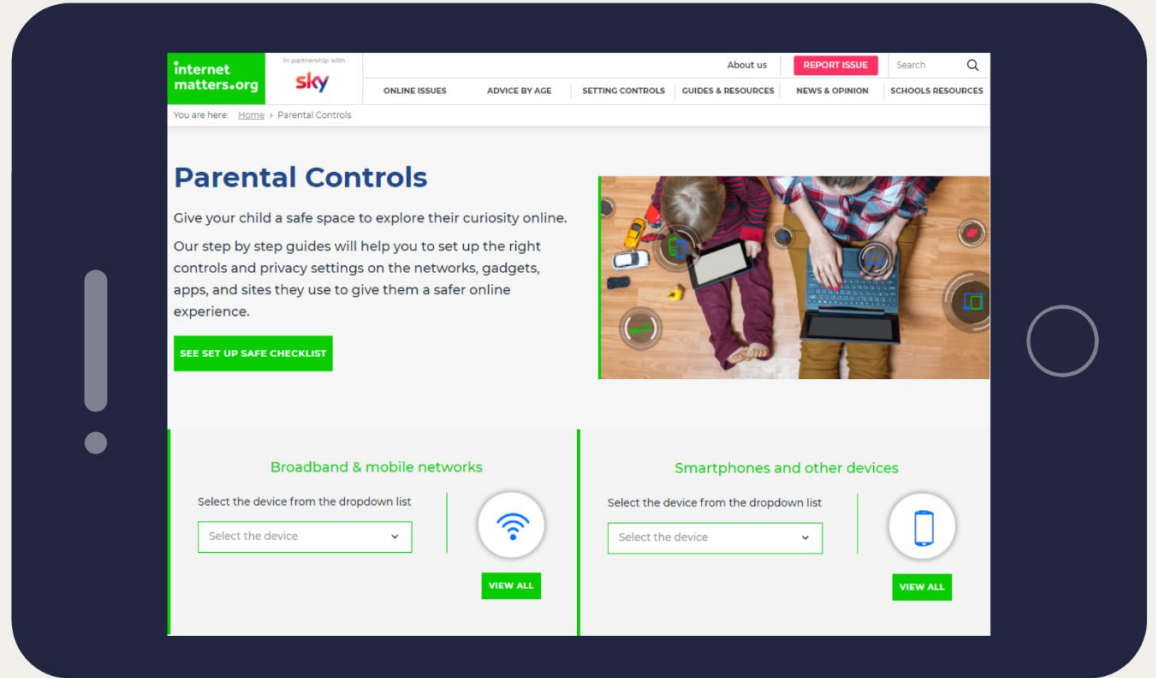 internet
matters.org
In partnership with
sky
About us
REPORT ISSUE
Search
ONLINE ISSUES
ADVICE BY AGE
SETTING CONTROLS
GUIDES & RESOURCES
NEWS & OPINION
SCHOOLS RESOURCES
You are here: Home > Parental Controls
Parental Controls
Give your child a safe space to explore their curiosity online.
Our step by step guides will help you to set up the right
controls and privacy settings on the networks, gadgets,
apps, and sites they use to give them a safer online
experience.
SEE SET UP SAFE CHECKLIST
Broadband & mobile networks
Select the device from the dropdown list
Select the device
VIEW ALL
Smartphones and other devices
Select the device from the dropdown list
Select the device
VIEW ALL